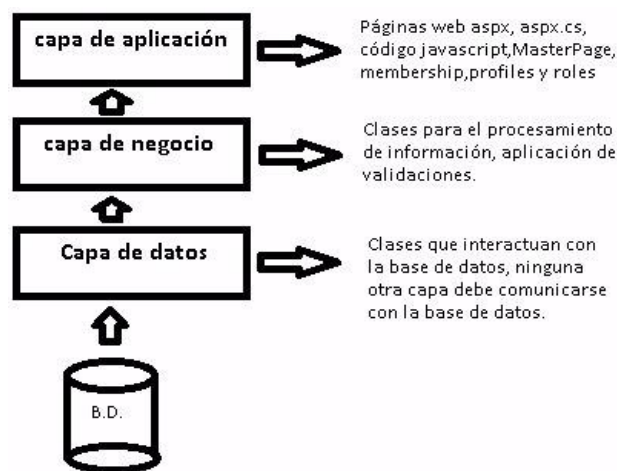 capa de aplicación
Páginas web aspx, aspx.cs,
código javascript,MasterPage,
membership,profiles y roles
capa de negocio
Clases para el procesamiento
de información, aplicación de
validaciones.
Capa de datos
Clases que interactuan con
la base de datos, ninguna
otra capa debe comunicarse
con la base de datos.
B.D.